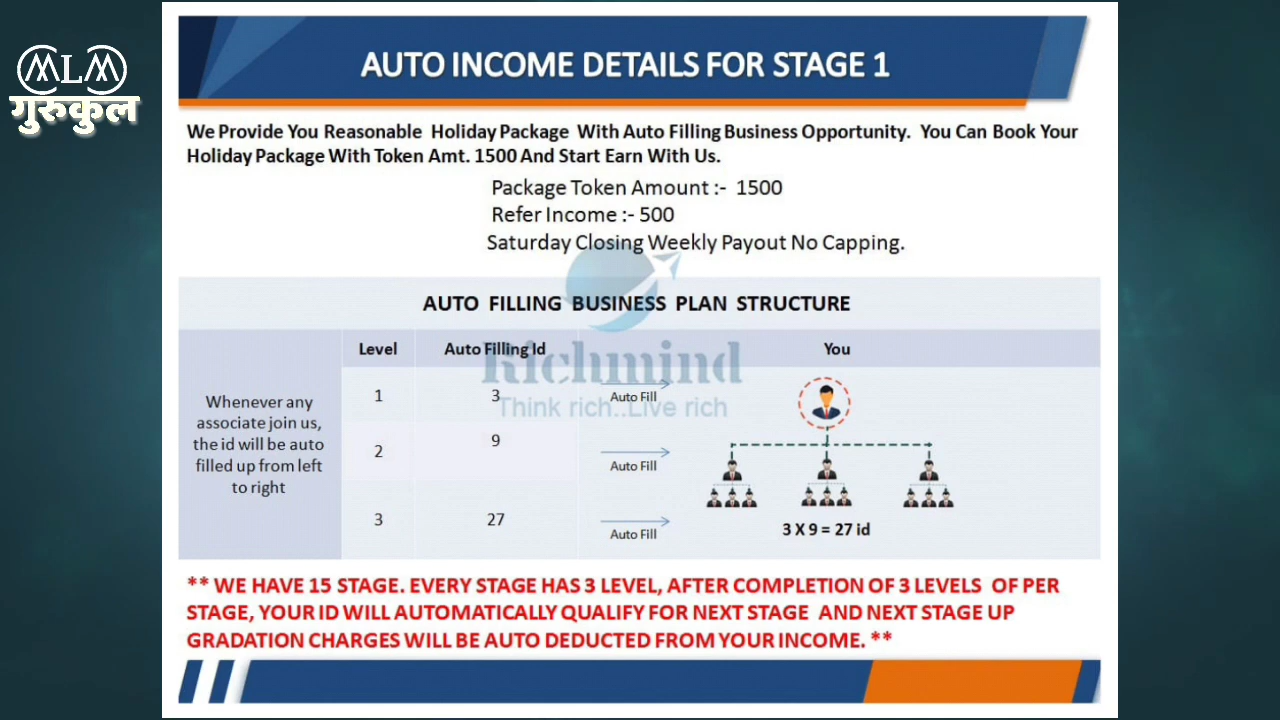 MLM
गुरुकुल
AUTO INCOME DETAILS FOR STAGE 1
We Provide You Reasonable Holiday Package With Auto Filling Business Opportunity. You Can Book Your
Holiday Package With Token Amt. 1500 And Start Earn With Us.
Package Token Amount :- 1500
Refer Income :- 500
Saturday Closing Weekly Payout No Capping.
AUTO FILLING BUSINESS PLAN STRUCTURE
Level Auto Filling Id You
Richmind
Think rich..Live rich
Whenever any
associate join us,
the id will be auto
filled up from left
to right
1 3 Auto Fill
2 9 Auto Fill
3 27 Auto Fill
3 X 9 = 27 id
** WE HAVE 15 STAGE. EVERY STAGE HAS 3 LEVEL, AFTER COMPLETION OF 3 LEVELS OF PER
STAGE, YOUR ID WILL AUTOMATICALLY QUALIFY FOR NEXT STAGE AND NEXT STAGE UP
GRADATION CHARGES WILL BE AUTO DEDUCTED FROM YOUR INCOME. **